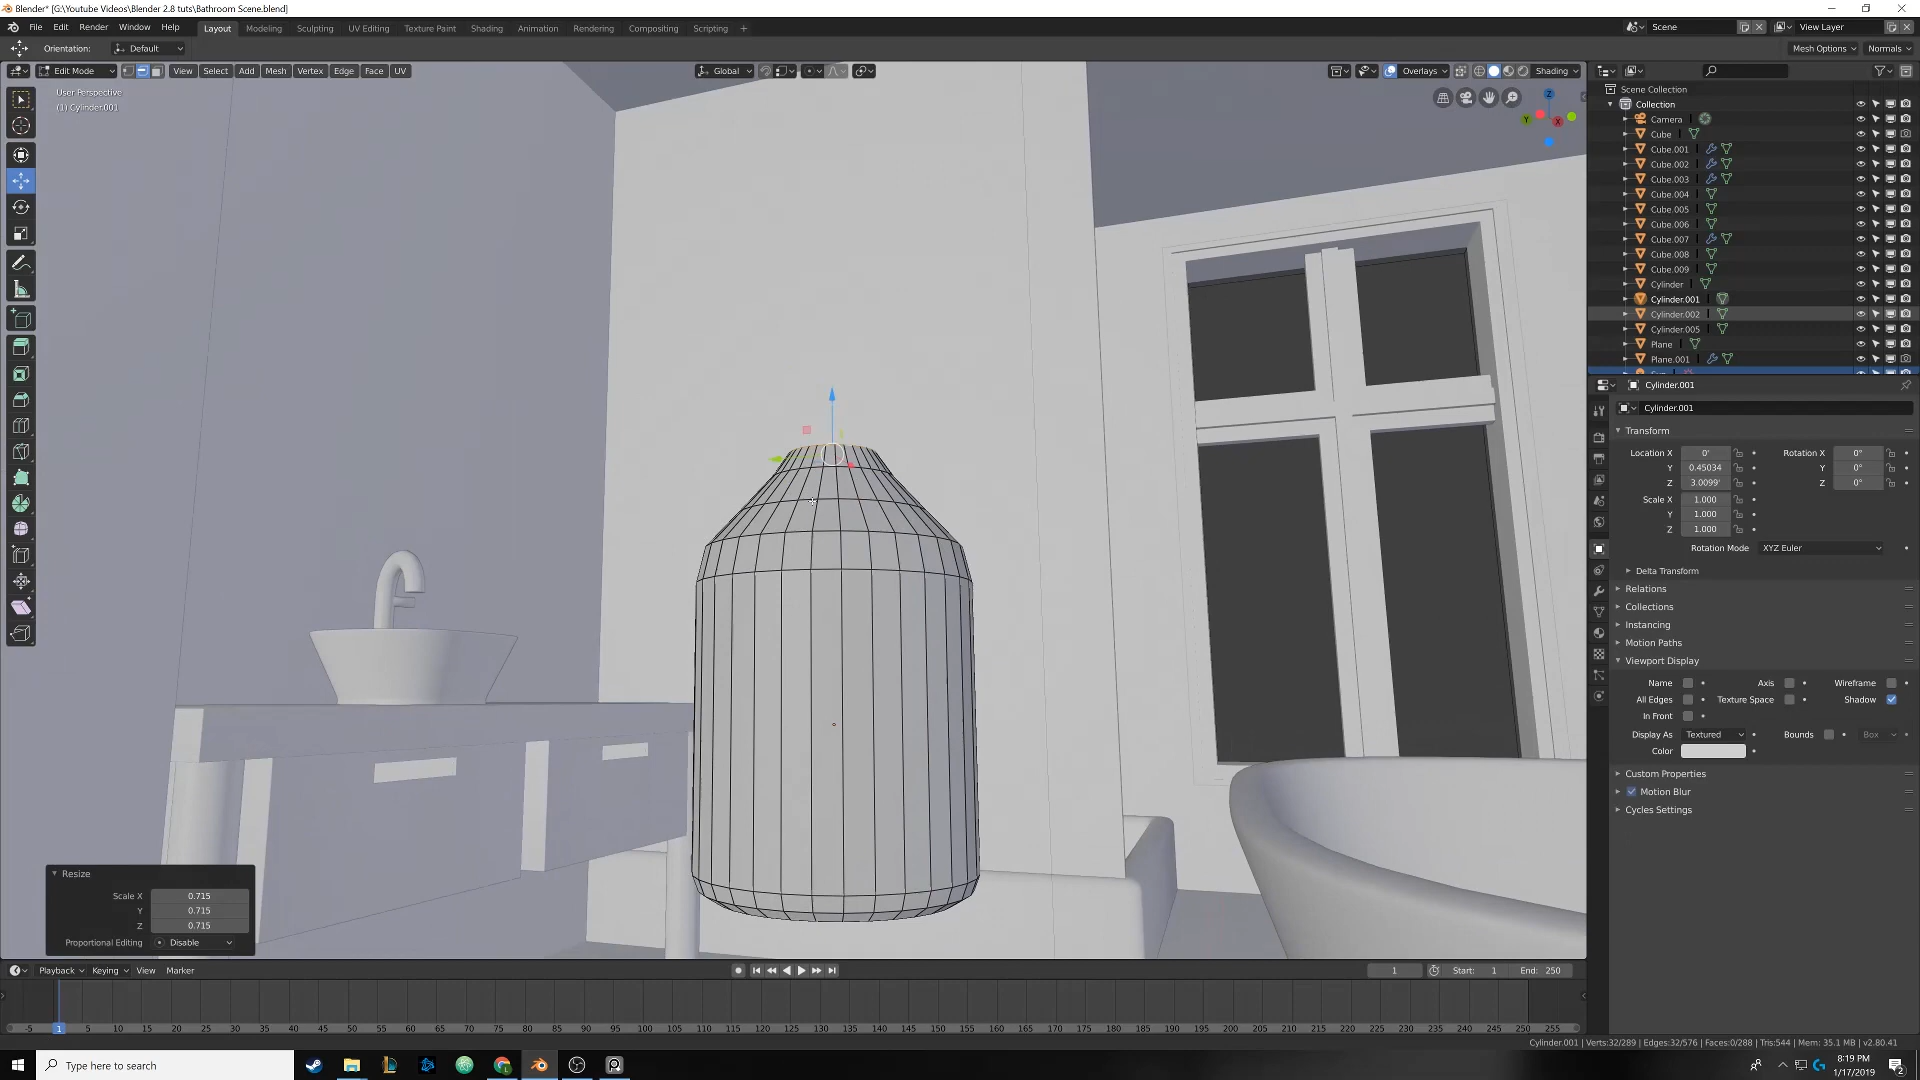 Blender* [G:\Youtube Videos\Blender 2.8 tuts\Bathroom Scene.blend]
File Edit Render Window Help Layout Modeling Sculpting UV Editing Texture Paint Shading Animation Rendering Compositing Scripting + Scene View Layer
Orientation: Default Mesh Options Normals
Edit Mode View Select Add Mesh Vertex Edge Face UV Global Overlays Shading
User Perspective
(1) Cylinder.001
Scene Collection
Collection
Camera
Cube
Cube.001
Cube.002
Cube.003
Cube.004
Cube.005
Cube.006
Cube.007
Cube.008
Cube.009
Cylinder
Cylinder.001
Cylinder.002
Cylinder.005
Plane
Plane.001
Z
Y X
Cylinder.001
Cylinder.001
Transform
Location X 0' Rotation X 0°
Y 0.45034 Y 0°
Z 3.0099' Z 0°
Scale X 1.000
Y 1.000
Z 1.000
Rotation Mode XYZ Euler
Delta Transform
Relations
Collections
Instancing
Motion Paths
Viewport Display
Name Axis Wireframe
All Edges Texture Space Shadow
In Front
Display As Textured Bounds Box
Color
Custom Properties
Motion Blur
Cycles Settings
Resize
Scale X 0.715
Y 0.715
Z 0.715
Proportional Editing Disable
Playback Keying View Marker 1 Start: 1 End: 250
-5 1 5 10 15 20 25 30 35 40 45 50 55 60 65 70 75 80 85 90 95 100 105 110 115 120 125 130 135 140 145 150 155 160 165 170 175 180 185 190 195 200 205 210 215 220 225 230 235 240 245 250 255
Cylinder.001 | Verts:32/289 | Edges:32/576 | Faces:0/288 | Tris:544 | Mem: 35.1 MB | v2.80.41
Type here to search
8:19 PM
1/17/2019
2